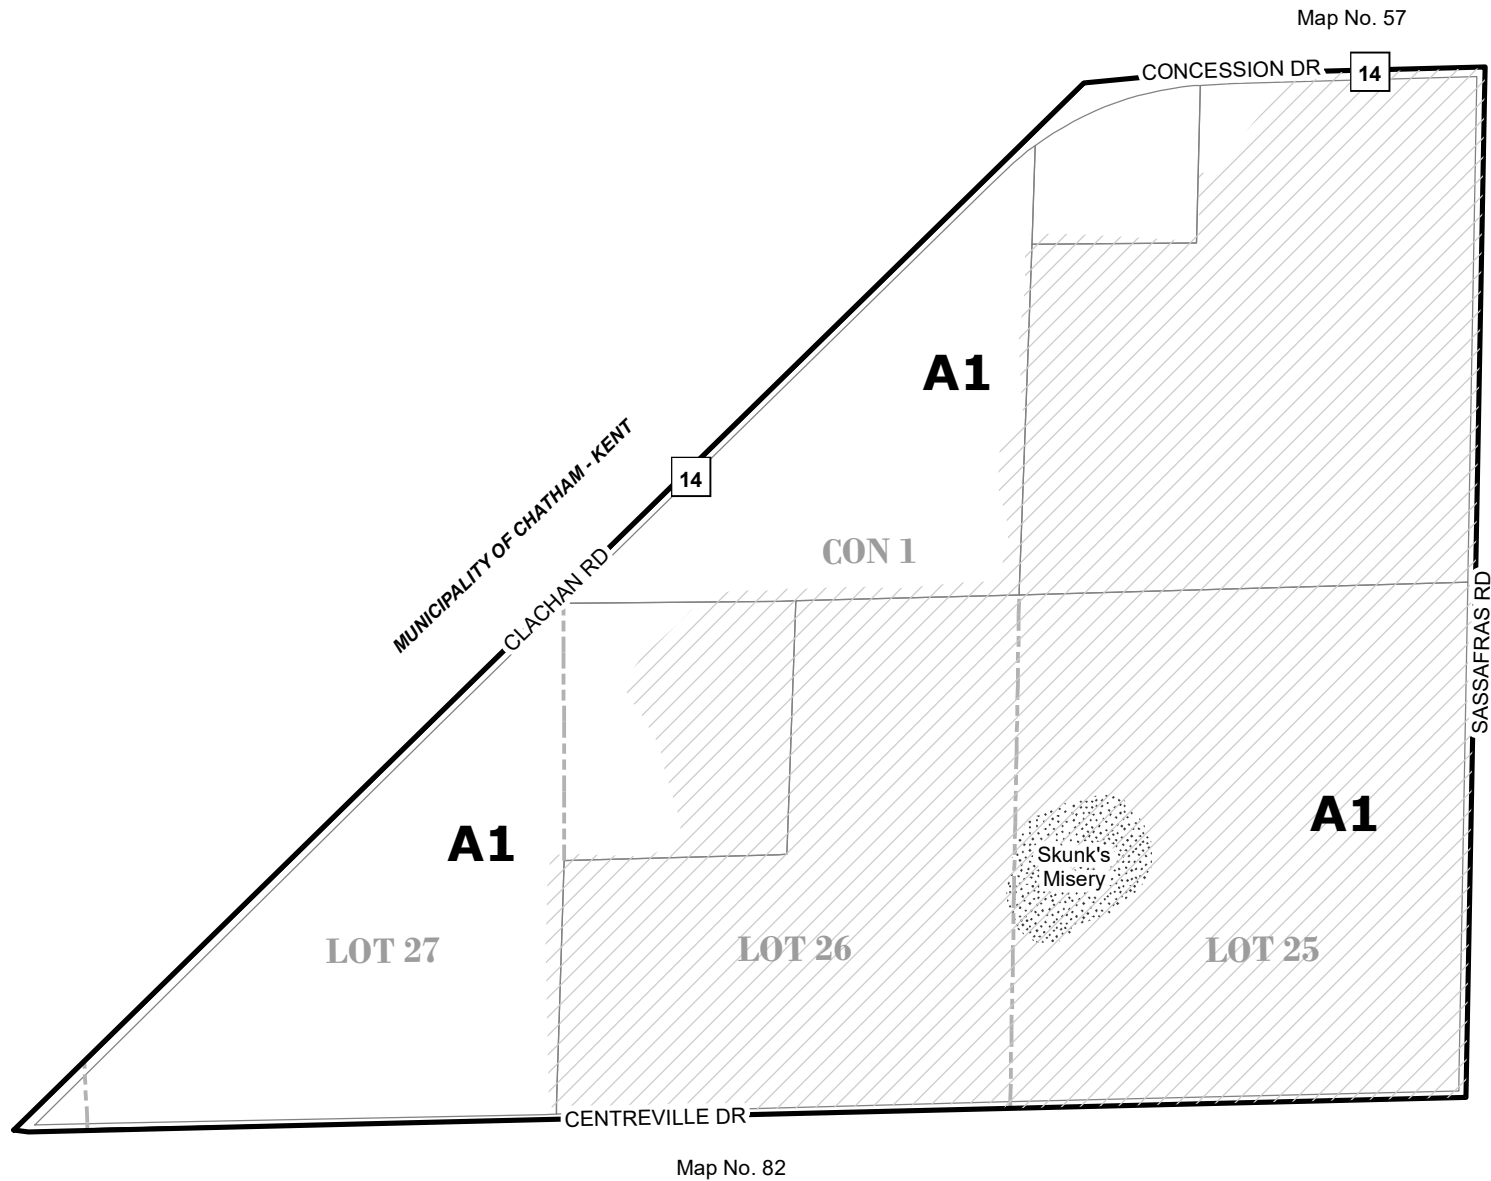 Map No. 57
CONCESSION DR
14
A1
MUNICIPALITY OF CHATHAM - KENT
14
CON 1
CLACHAN RD
SASSAFRAS RD
A1
A1
Skunk's
Misery
LOT 27
LOT 26
LOT 25
CENTREVILLE DR
Map No. 82